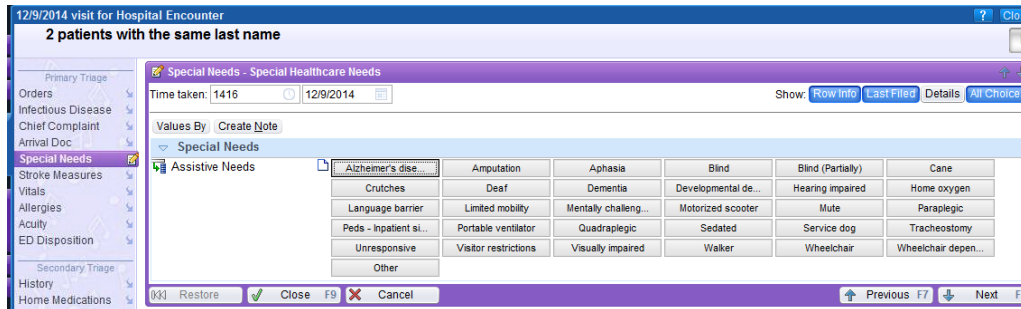 12/9/2014 visit for Hospital Encounter ? Clo
2 patients with the same last name
Primary Triage
Orders
Infectious Disease
Chief Complaint
Arrival Doc
Special Needs
Stroke Measures
Vitals
Allergies
Acuity
ED Disposition
Secondary Triage
History
Home Medications
Special Needs - Special Healthcare Needs
Time taken: 1416 12/9/2014 Show: Row Info Last Filed Details All Choice
Values By Create Note
Special Needs
Assistive Needs
Alzheimer's dise... Amputation Aphasia Blind Blind (Partially) Cane
Crutches Deaf Dementia Developmental de... Hearing impaired Home oxygen
Language barrier Limited mobility Mentally challeng... Motorized scooter Mute Paraplegic
Peds - Inpatient si... Portable ventilator Quadraplegic Sedated Service dog Tracheostomy
Unresponsive Visitor restrictions Visually impaired Walker Wheelchair Wheelchair depen...
Other
Restore Close F9 Cancel Previous F7 Next F